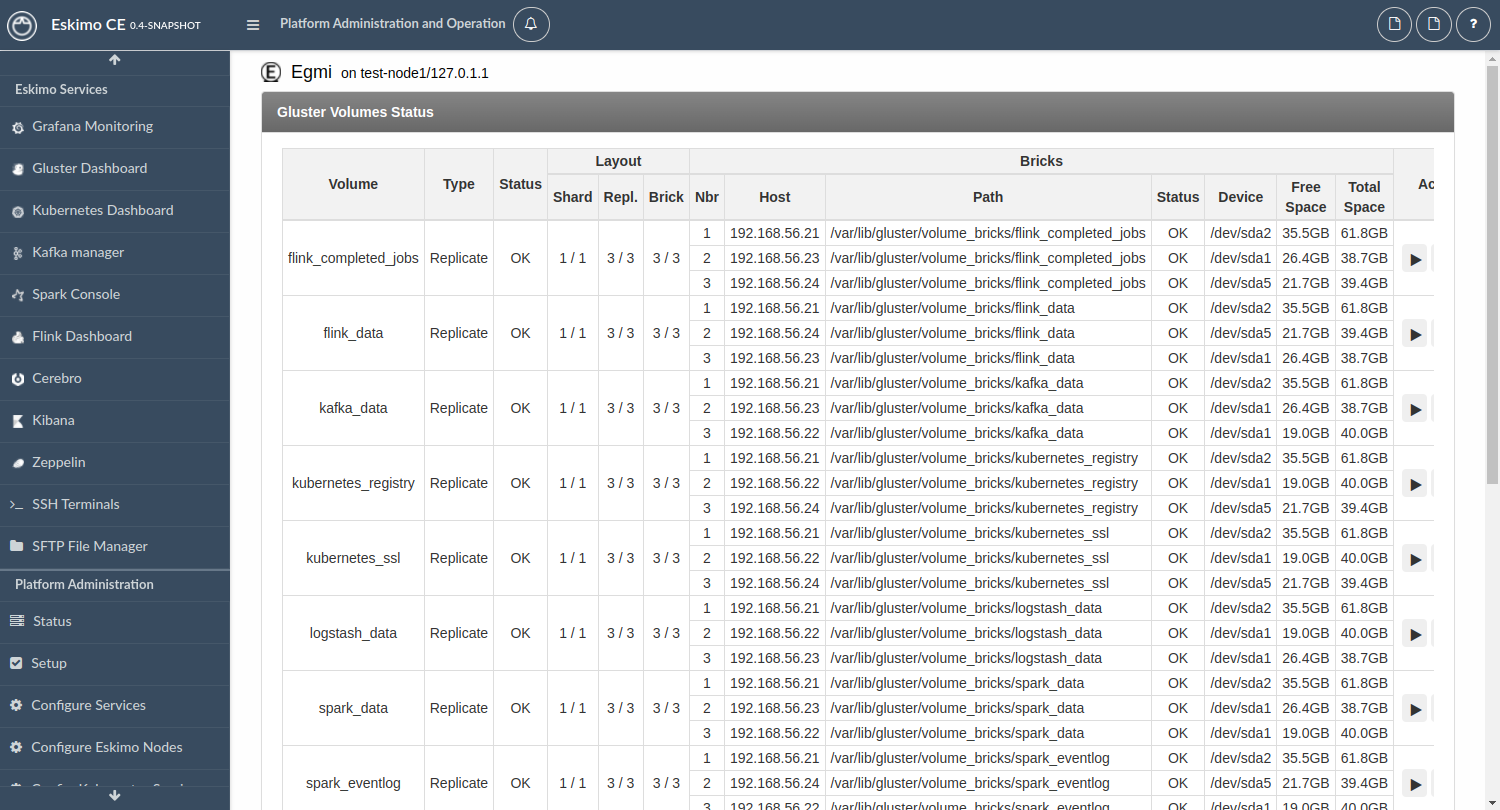 Eskimo CE 0.4-SNAPSHOT
Platform Administration and Operation
?
Eskimo Services
Grafana Monitoring
Gluster Dashboard
Kubernetes Dashboard
Kafka manager
Spark Console
Flink Dashboard
Cerebro
Kibana
Zeppelin
SSH Terminals
SFTP File Manager
Platform Administration
Status
Setup
Configure Services
Configure Eskimo Nodes
Egmi on test-node1/127.0.1.1
Gluster Volumes Status
Layout Bricks
Volume Type Status Shard Repl. Brick Nbr Host Path Status Device Free Space Total Space
1 192.168.56.21 /var/lib/gluster/volume_bricks/flink_completed_jobs OK /dev/sda2 35.5GB 61.8GB
flink_completed_jobs Replicate OK 1 / 1 3 / 3 3 / 3 2 192.168.56.23 /var/lib/gluster/volume_bricks/flink_completed_jobs OK /dev/sda1 26.4GB 38.7GB
3 192.168.56.24 /var/lib/gluster/volume_bricks/flink_completed_jobs OK /dev/sda5 21.7GB 39.4GB
1 192.168.56.21 /var/lib/gluster/volume_bricks/flink_data OK /dev/sda2 35.5GB 61.8GB
flink_data Replicate OK 1 / 1 3 / 3 3 / 3 2 192.168.56.24 /var/lib/gluster/volume_bricks/flink_data OK /dev/sda5 21.7GB 39.4GB
3 192.168.56.23 /var/lib/gluster/volume_bricks/flink_data OK /dev/sda1 26.4GB 38.7GB
1 192.168.56.21 /var/lib/gluster/volume_bricks/kafka_data OK /dev/sda2 35.5GB 61.8GB
kafka_data Replicate OK 1 / 1 3 / 3 3 / 3 2 192.168.56.23 /var/lib/gluster/volume_bricks/kafka_data OK /dev/sda1 26.4GB 38.7GB
3 192.168.56.22 /var/lib/gluster/volume_bricks/kafka_data OK /dev/sda1 19.0GB 40.0GB
1 192.168.56.21 /var/lib/gluster/volume_bricks/kubernetes_registry OK /dev/sda2 35.5GB 61.8GB
kubernetes_registry Replicate OK 1 / 1 3 / 3 3 / 3 2 192.168.56.22 /var/lib/gluster/volume_bricks/kubernetes_registry OK /dev/sda1 19.0GB 40.0GB
3 192.168.56.24 /var/lib/gluster/volume_bricks/kubernetes_registry OK /dev/sda5 21.7GB 39.4GB
1 192.168.56.21 /var/lib/gluster/volume_bricks/kubernetes_ssl OK /dev/sda2 35.5GB 61.8GB
kubernetes_ssl Replicate OK 1 / 1 3 / 3 3 / 3 2 192.168.56.22 /var/lib/gluster/volume_bricks/kubernetes_ssl OK /dev/sda1 19.0GB 40.0GB
3 192.168.56.24 /var/lib/gluster/volume_bricks/kubernetes_ssl OK /dev/sda5 21.7GB 39.4GB
1 192.168.56.21 /var/lib/gluster/volume_bricks/logstash_data OK /dev/sda2 35.5GB 61.8GB
logstash_data Replicate OK 1 / 1 3 / 3 3 / 3 2 192.168.56.22 /var/lib/gluster/volume_bricks/logstash_data OK /dev/sda1 19.0GB 40.0GB
3 192.168.56.23 /var/lib/gluster/volume_bricks/logstash_data OK /dev/sda1 26.4GB 38.7GB
1 192.168.56.21 /var/lib/gluster/volume_bricks/spark_data OK /dev/sda2 35.5GB 61.8GB
spark_data Replicate OK 1 / 1 3 / 3 3 / 3 2 192.168.56.23 /var/lib/gluster/volume_bricks/spark_data OK /dev/sda1 26.4GB 38.7GB
3 192.168.56.22 /var/lib/gluster/volume_bricks/spark_data OK /dev/sda1 19.0GB 40.0GB
1 192.168.56.21 /var/lib/gluster/volume_bricks/spark_eventlog OK /dev/sda2 35.5GB 61.8GB
spark_eventlog Replicate OK 1 / 1 3 / 3 3 / 3 2 192.168.56.24 /var/lib/gluster/volume_bricks/spark_eventlog OK /dev/sda5 21.7GB 39.4GB
3 192.168.56.22 /var/lib/gluster/volume_bricks/spark_eventlog OK /dev/sda1 19.0GB 40.0GB